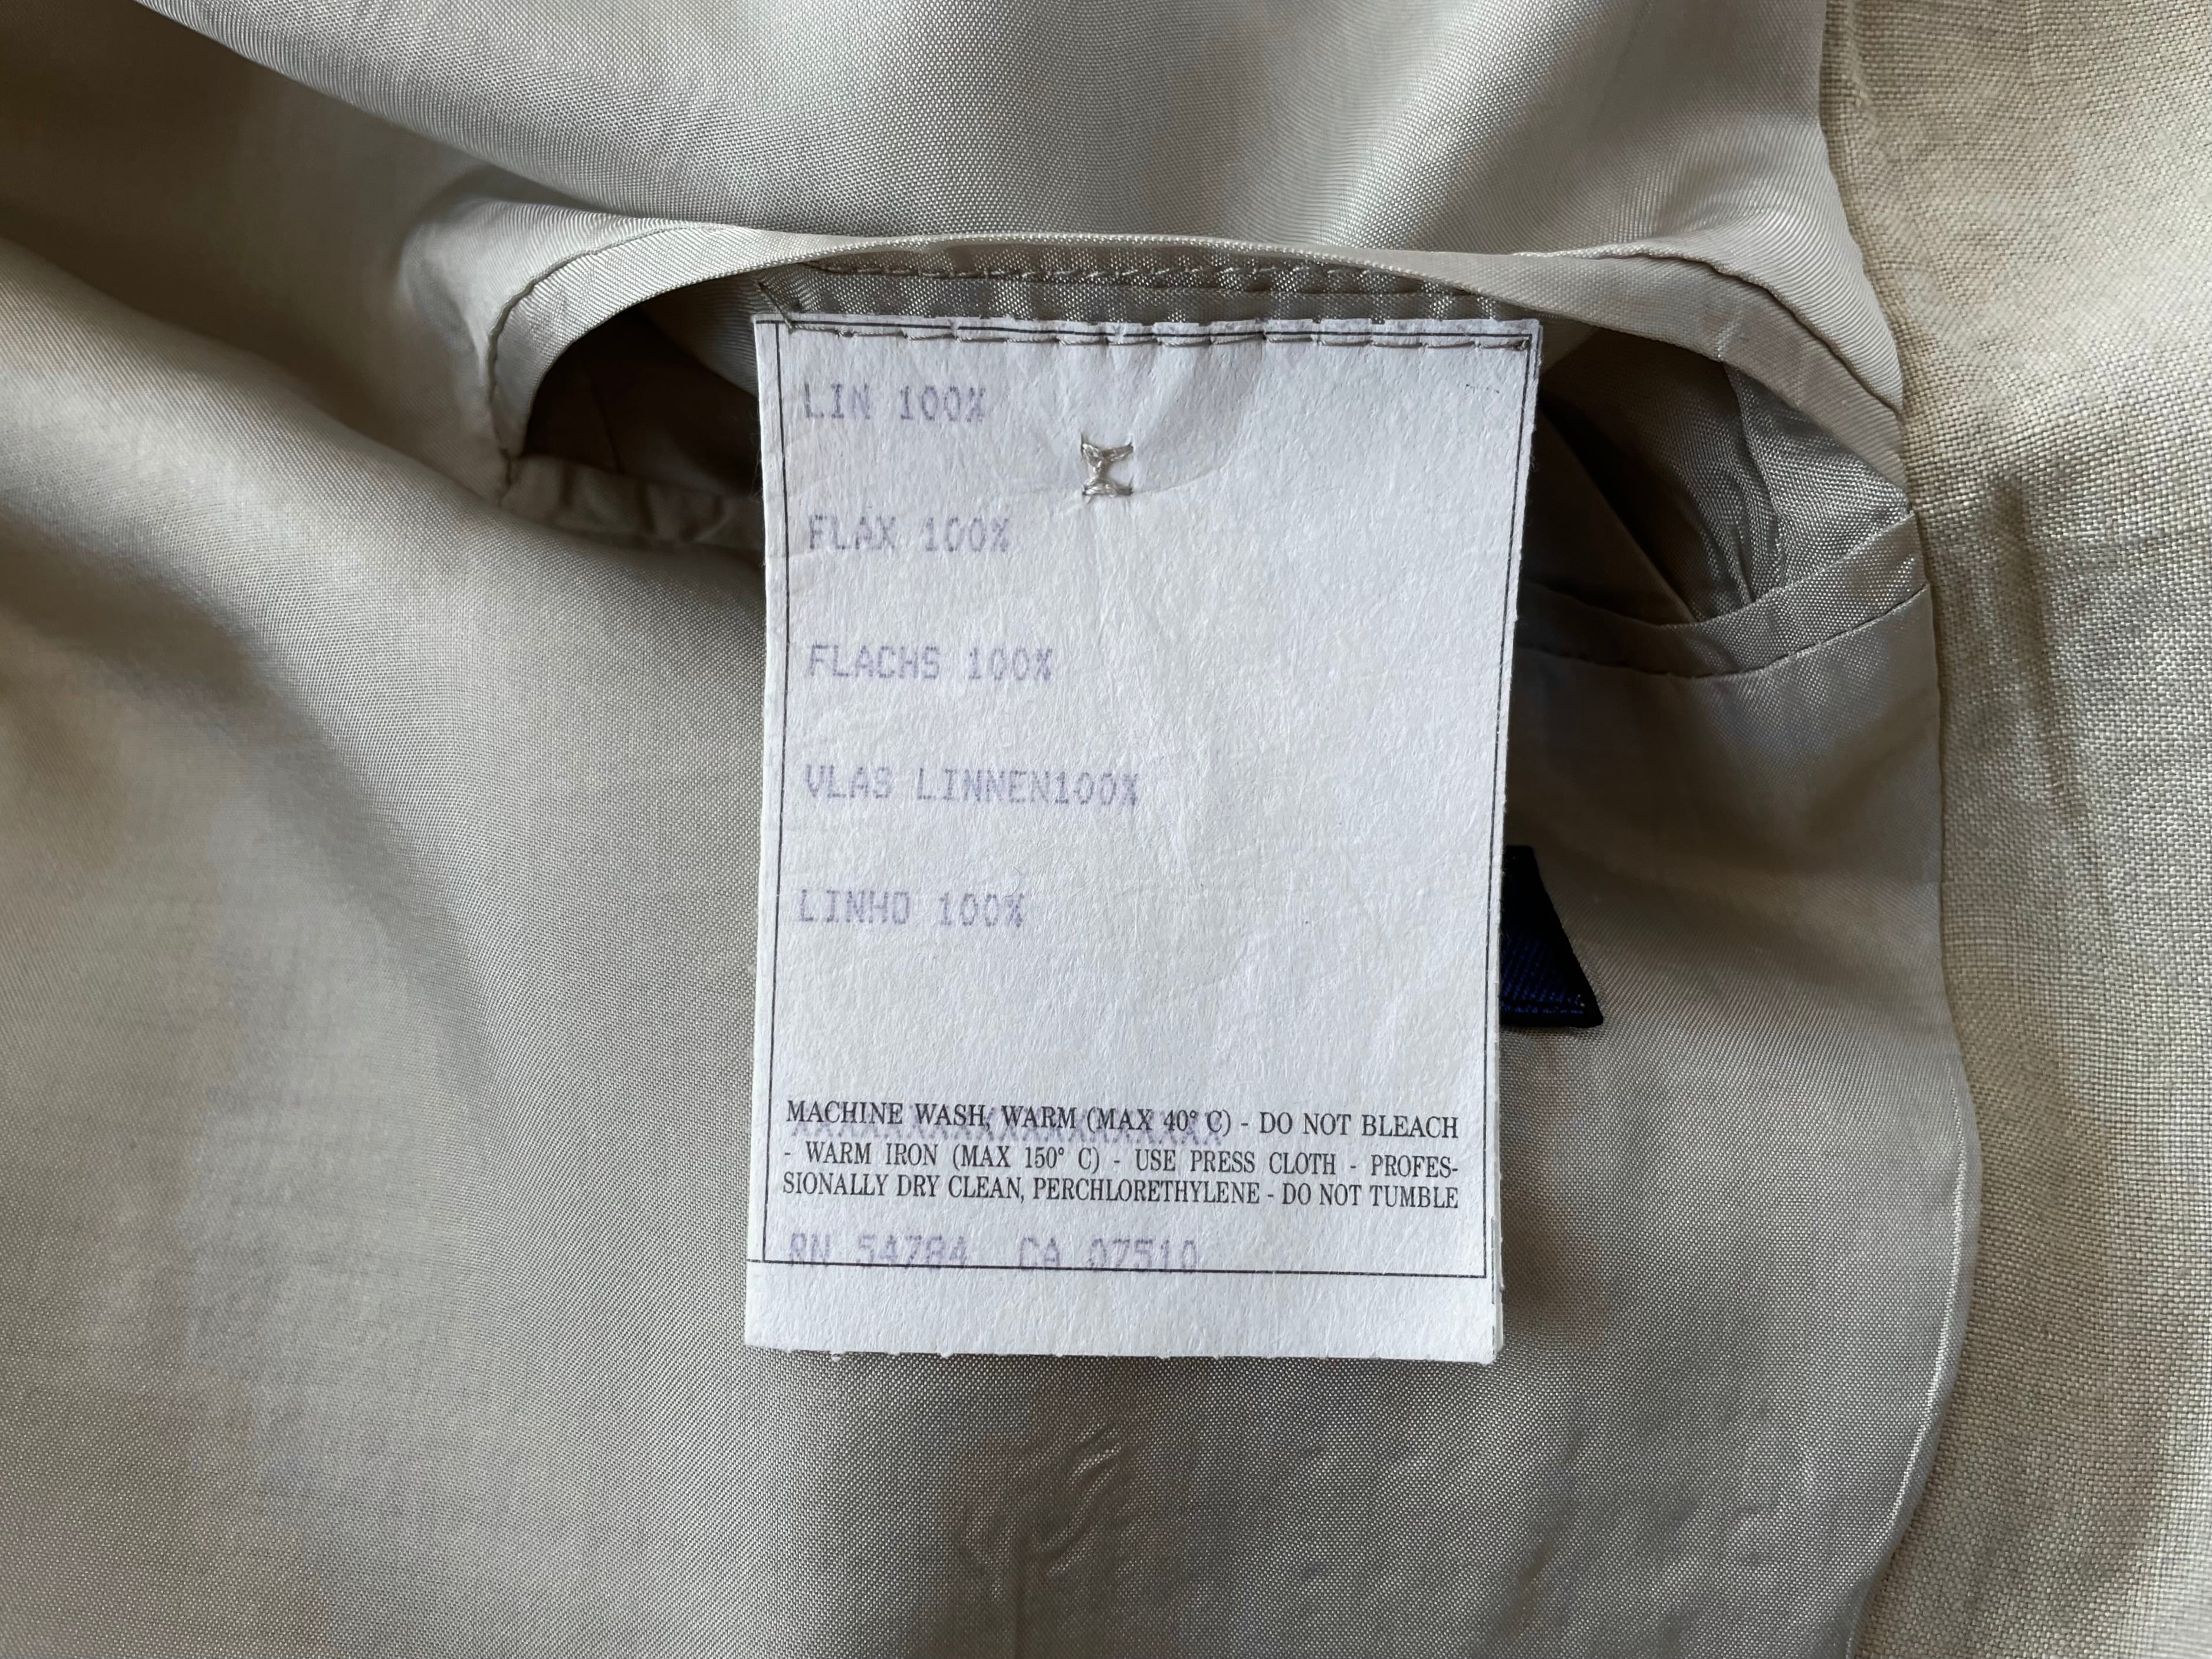 LIN 100%
FLAX 100%
FLACHS 100%
VLAS LINNEN100%
LINHO 100%
MACHINE WASH, WARM (MAX 40° C) - DO NOT BLEACH
- WARM IRON (MAX 150° C) - USE PRESS CLOTH - PROFES-
SIONALLY DRY CLEAN, PERCHLORETHYLENE - DO NOT TUMBLE
RN 54784 CA 07510